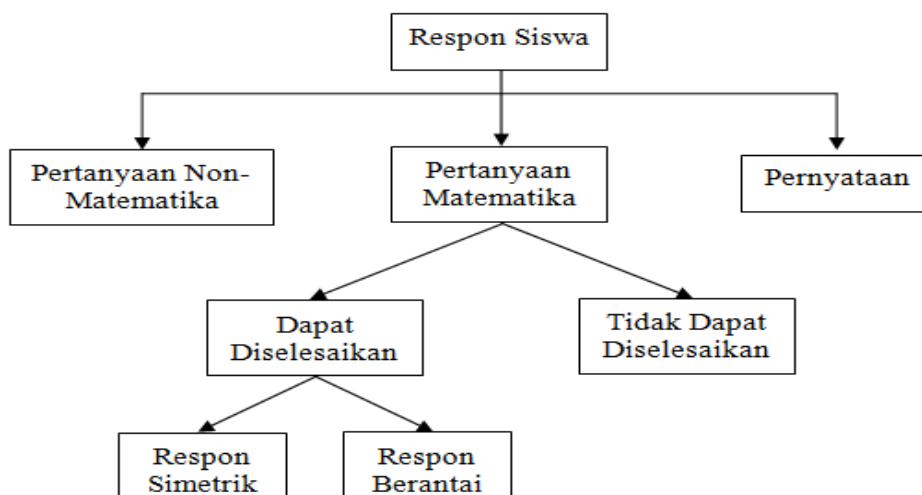 Respon Siswa
Pertanyaan Non-
Matematika
Pertanyaan
Matematika
Pernyataan
Dapat
Diselesaikan
Tidak Dapat
Diselesaikan
Respon
Simetrik
Respon
Berantai